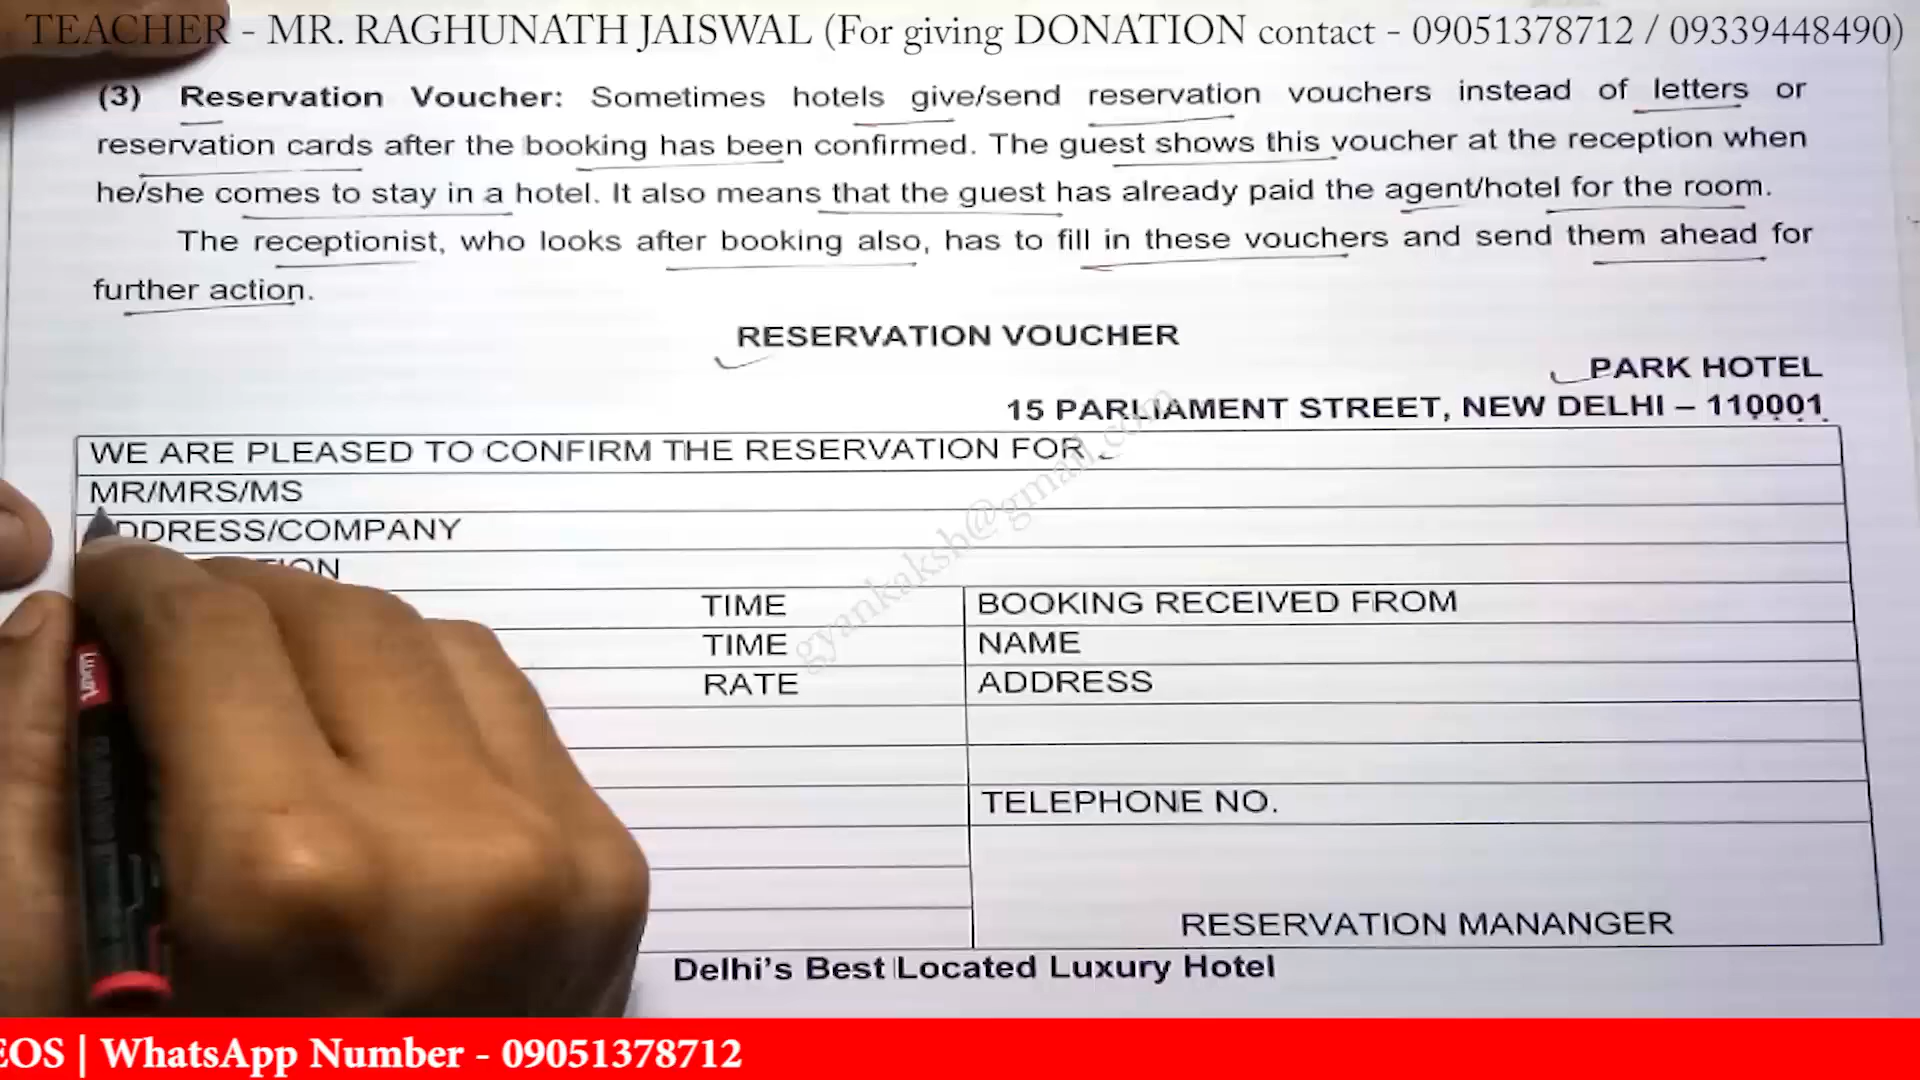 TEACHER - MR. RAGHUNATH JAISWAL (For giving DONATION contact - 09051378712 / 09339448490)
(3) Reservation Voucher: Sometimes hotels give/send reservation vouchers instead of letters or
reservation cards after the booking has been confirmed. The guest shows this voucher at the reception when
he/she comes to stay in a hotel. It also means that the guest has already paid the agent/hotel for the room.
The receptionist, who looks after booking also, has to fill in these vouchers and send them ahead for
further action.
RESERVATION VOUCHER
PARK HOTEL
15 PARLIAMENT STREET, NEW DELHI – 110001
WE ARE PLEASED TO CONFIRM THE RESERVATION FOR
MR/MRS/MS
ADDRESS/COMPANY
TIME BOOKING RECEIVED FROM
TIME NAME
RATE ADDRESS
TELEPHONE NO.
RESERVATION MANANGER
Delhi's Best Located Luxury Hotel
gyankaksh@gmail.com
Luxor
EOS | WhatsApp Number - 09051378712